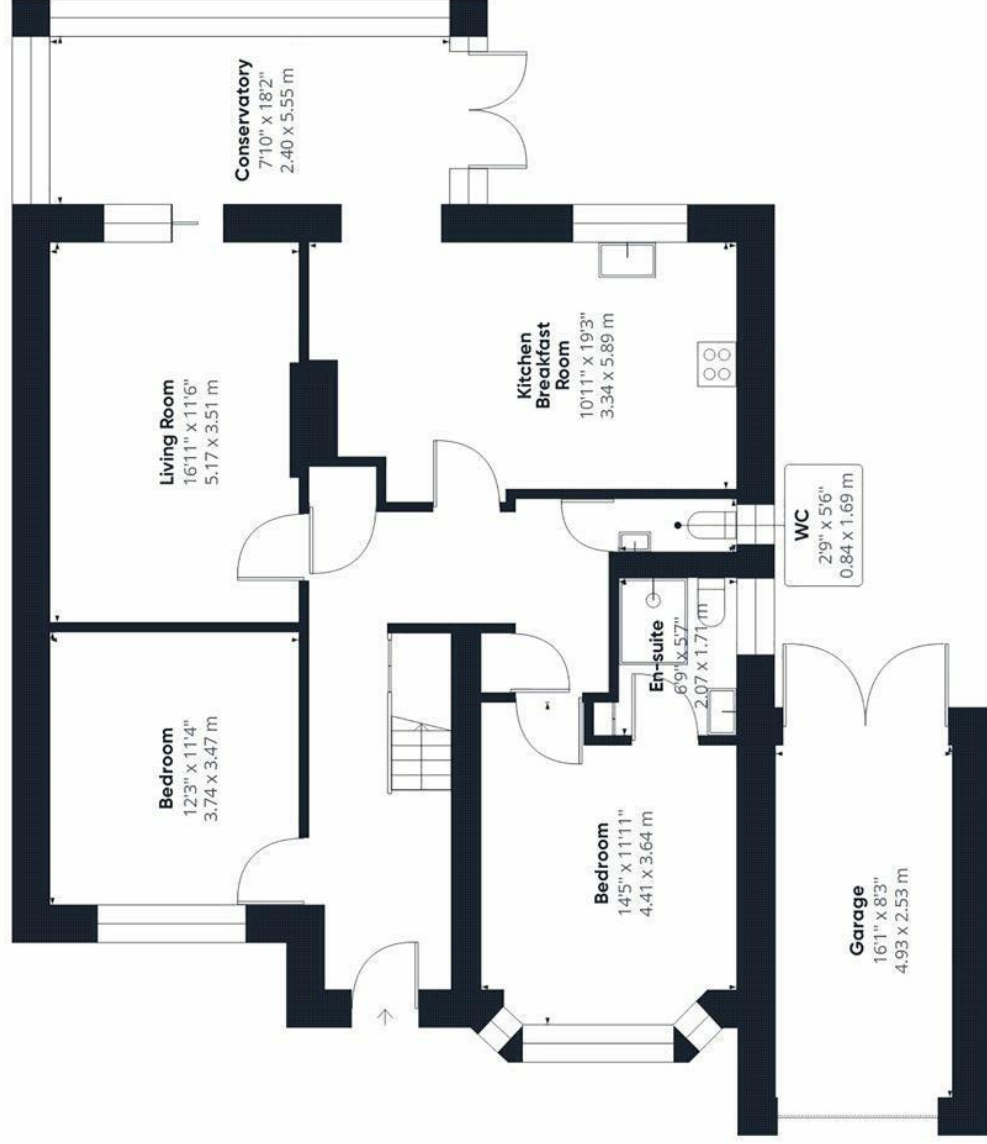 Conservatory
7'10" x 18'2"
2.40 x 5.55 m
Living Room
16'11" x 11'6"
5.17 x 3.51 m
Kitchen
Breakfast
Room
10'11" x 19'3"
3.34 x 5.89 m
WC
2'9" x 5'6"
0.84 x 1.69 m
En-suite
6'9" x 5'7"
2.07 x 1.71 m
Bedroom
12'3" x 11'4"
3.74 x 3.47 m
Bedroom
14'5" x 11'11"
4.41 x 3.64 m
Garage
16'1" x 8'3"
4.93 x 2.53 m